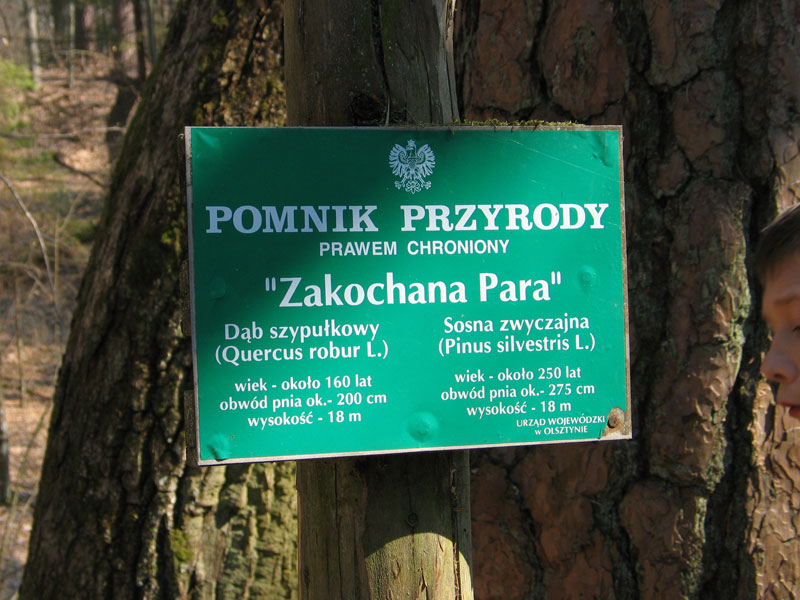 POMNIK PRZYRODY
PRAWEM CHRONIONY
"Zakochana Para"
Dąb szypułkowy
(Quercus robur L.)
wiek - około 160 lat
obwód pnia ok.- 200 cm
wysokość - 18 m
Sosna zwyczajna
(Pinus silvestris L.)
wiek - około 250 lat
obwód pnia ok.- 275 cm
wysokość - 18 m
URZĄD WOJEWÓDZKI
w OLSZTYNIE